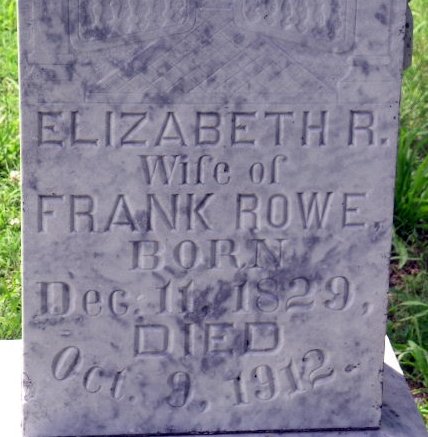 ELIZABETH R.
Wife of
FRANK ROWE,
BORN
Dec. 11, 1829,
DIED
Oct. 9, 1912.